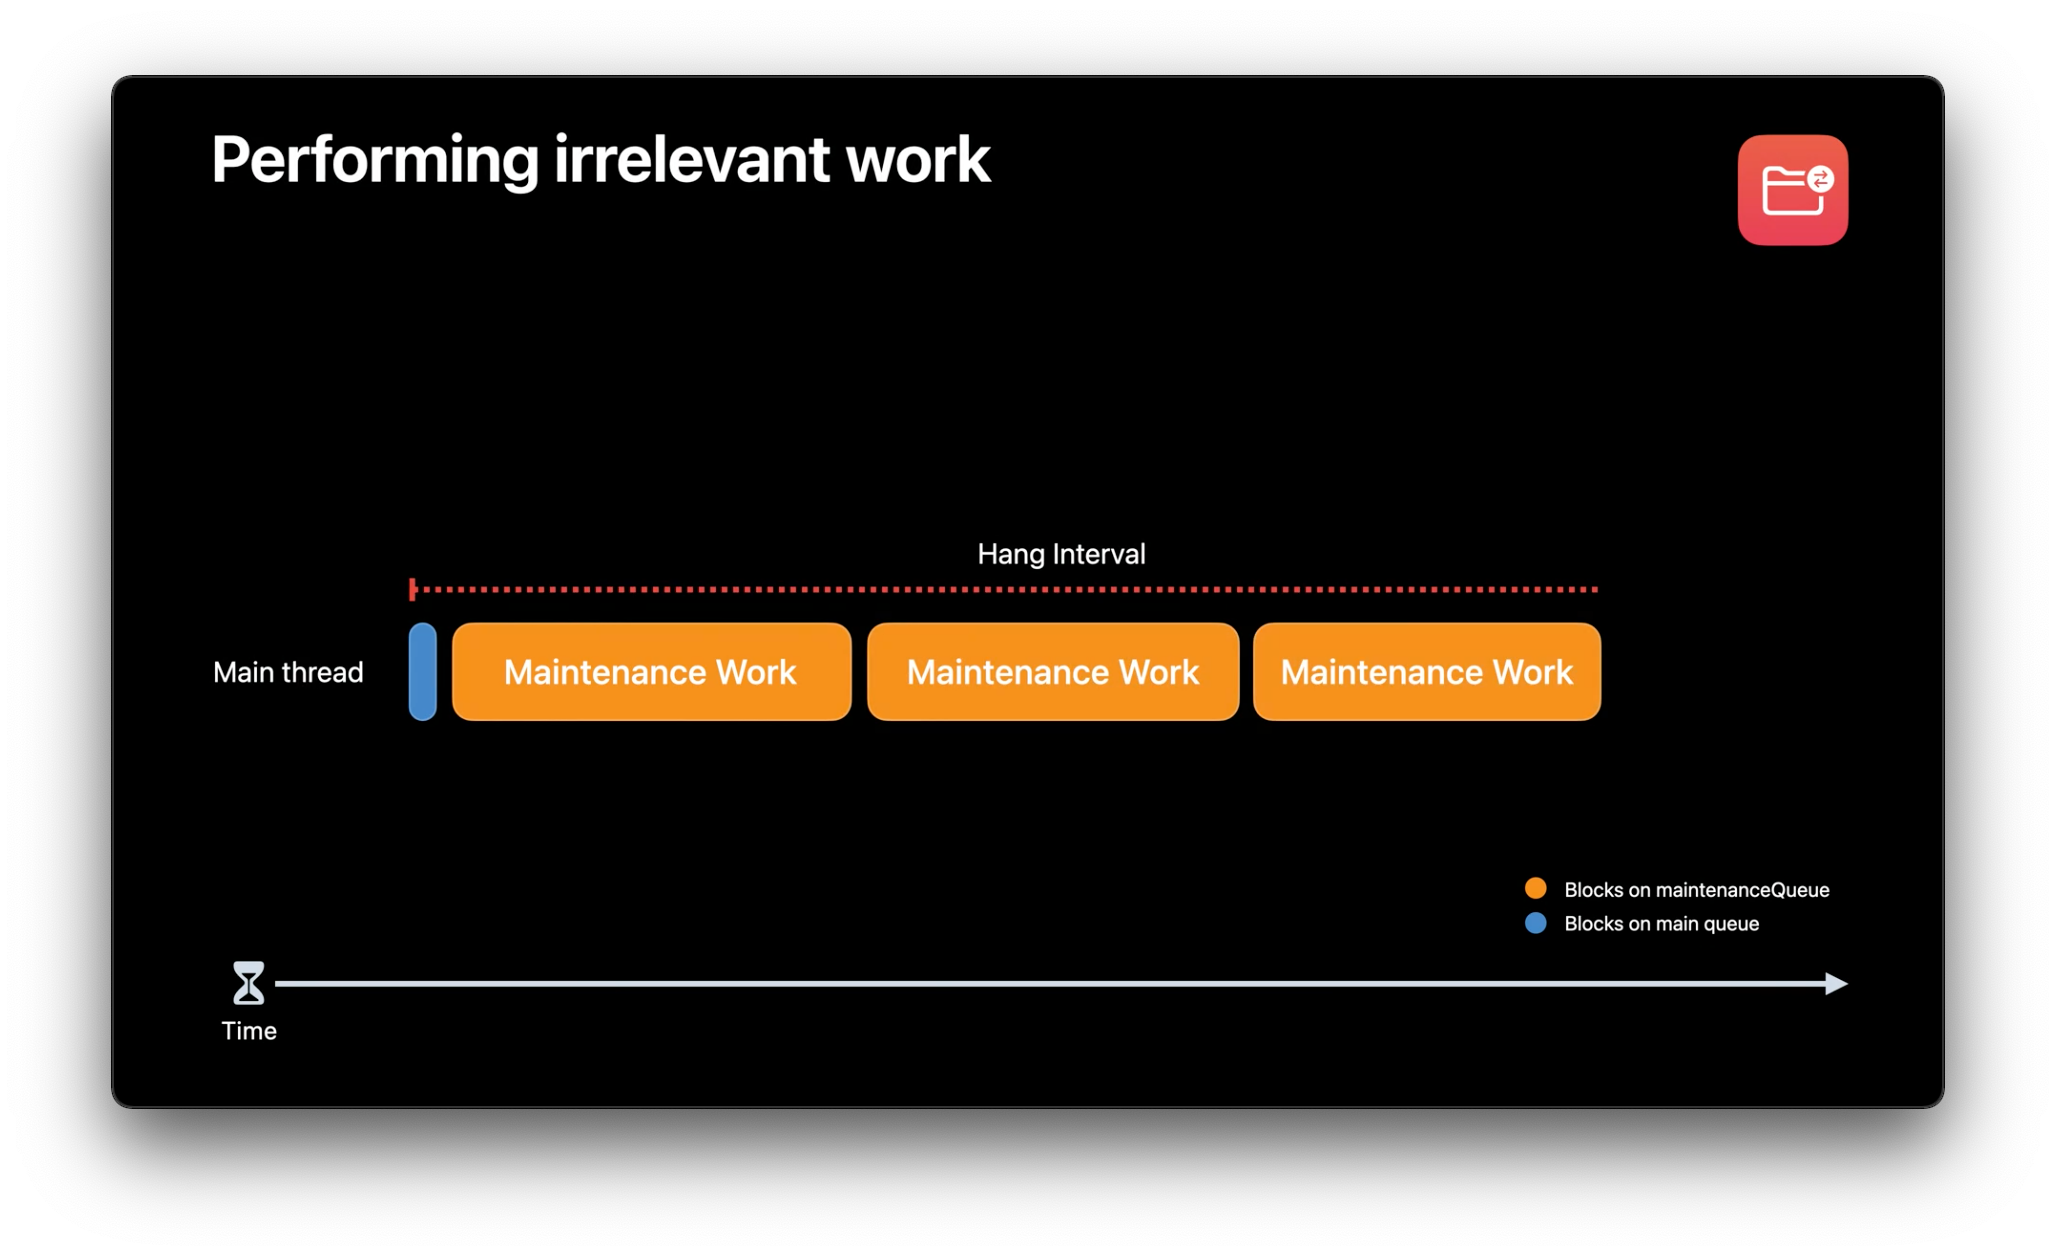 Performing irrelevant work
Hang Interval
Main thread
Maintenance Work
Maintenance Work
Maintenance Work
Blocks on maintenanceQueue
Blocks on main queue
Time